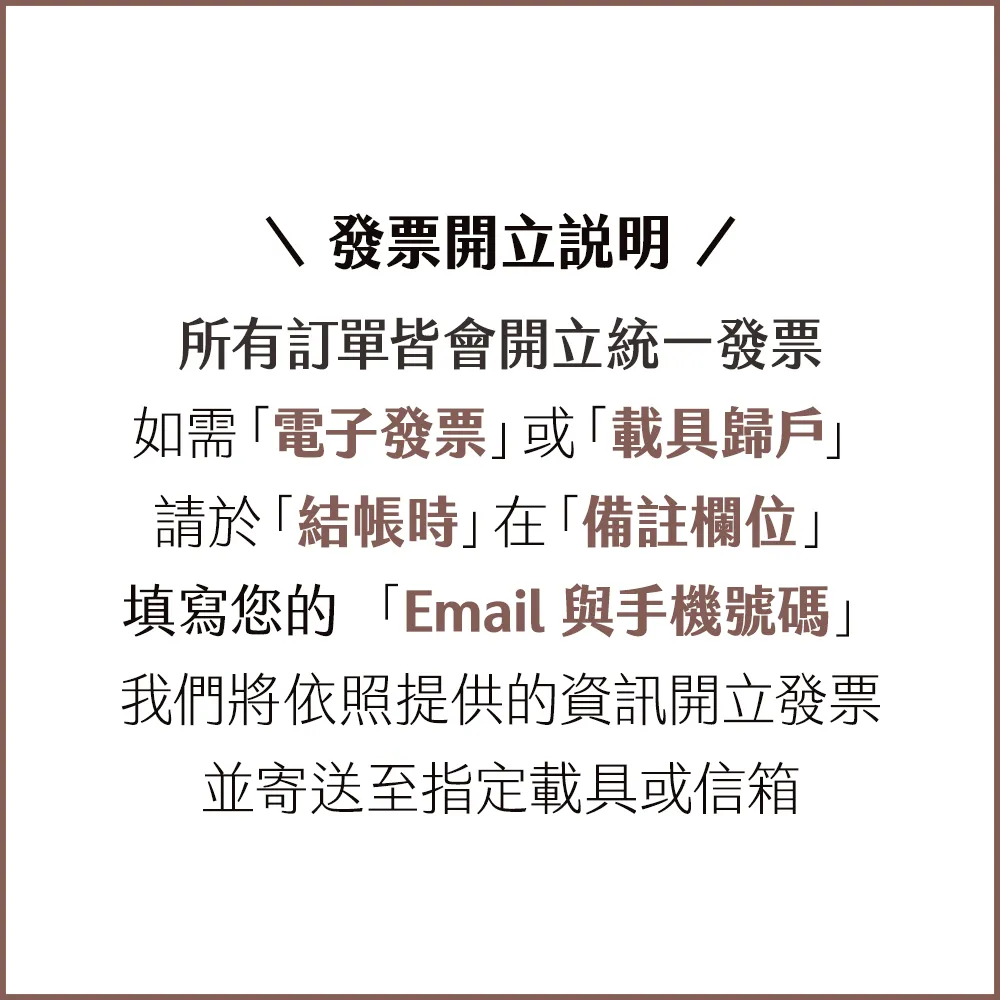 \ 發票開立説明 /
所有訂單皆會開立統一發票
如需「電子發票」或「載具歸戶」
請於「結帳時」在「備註欄位」
填寫您的 「Email 與手機號碼」
我們將依照提供的資訊開立發票
並寄送至指定載具或信箱